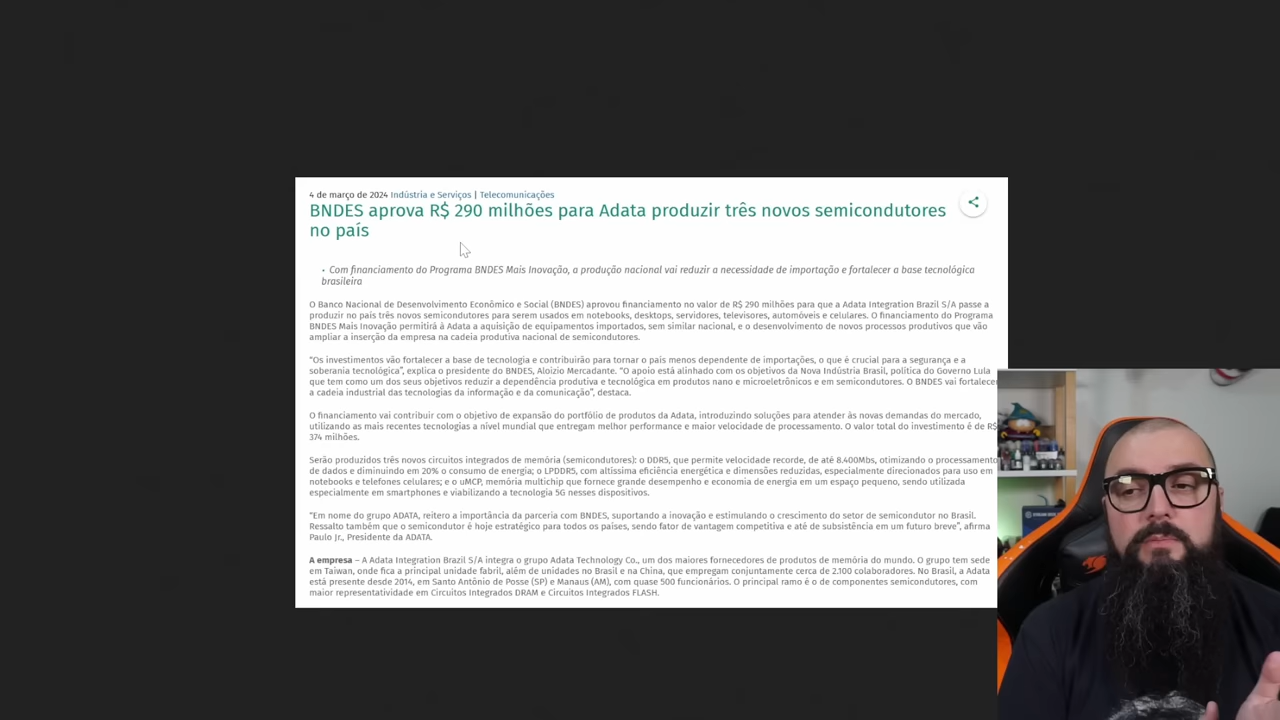 4 de março de 2024 Indústria e Serviços | Telecomunicações
BNDES aprova R$ 290 milhões para Adata produzir três novos semicondutores
no país
• Com financiamento do Programa BNDES Mais Inovação, a produção nacional vai reduzir a necessidade de importação e fortalecer a base tecnológica
brasileira
O Banco Nacional de Desenvolvimento Econômico e Social (BNDES) aprovou financiamento no valor de R$ 290 milhões para que a Adata Integration Brazil S/A passe a
produzir no país três novos semicondutores para serem usados em notebooks, desktops, servidores, televisores, automóveis e celulares. O financiamento do Programa
BNDES Mais Inovação permitirá à Adata a aquisição de equipamentos importados, sem similar nacional, e o desenvolvimento de novos processos produtivos que vão
ampliar a inserção da empresa na cadeia produtiva nacional de semicondutores.
“Os investimentos vão fortalecer a base de tecnologia e contribuirão para tornar o país menos dependente de importações, o que é crucial para a segurança e a
soberania tecnológica”, explica o presidente do BNDES, Aloizio Mercadante. “O apoio está alinhado com os objetivos da Nova Indústria Brasil, política do Governo Lula
que tem como um dos seus objetivos reduzir a dependência produtiva e tecnológica em produtos nano e microeletrônicos e em semicondutores. O BNDES vai fortalecer
a cadeia industrial das tecnologias da informação e da comunicação”, destaca.
O financiamento vai contribuir com o objetivo de expansão do portfólio de produtos da Adata, introduzindo soluções para atender às novas demandas do mercado,
utilizando as mais recentes tecnologias a nível mundial que entregam melhor performance e maior velocidade de processamento. O valor total do investimento é de R$
374 milhões.
Serão produzidos três novos circuitos integrados de memória (semicondutores): o DDR5, que permite velocidade recorde, de até 8.400Mbs, otimizando o processamento
de dados e diminuindo em 20% o consumo de energia; o LPDDR5, com altíssima eficiência energética e dimensões reduzidas, especialmente direcionados para uso em
notebooks e telefones celulares; e o uMCP, memória multichip que fornece grande desempenho e economia de energia em um espaço pequeno, sendo utilizada
especialmente em smartphones e viabilizando a tecnologia 5G nesses dispositivos.
“Em nome do grupo ADATA, reitero a importância da parceria com BNDES, suportando a inovação e estimulando o crescimento do setor de semicondutor no Brasil.
Ressalto também que o semicondutor é hoje estratégico para todos os países, sendo fator de vantagem competitiva e até de subsistência em um futuro breve”, afirma
Paulo Jr., Presidente da ADATA.
A empresa – A Adata Integration Brazil S/A integra o grupo Adata Technology Co., um dos maiores fornecedores de produtos de memória do mundo. O grupo tem sede
em Taiwan, onde fica a principal unidade fabril, além de unidades no Brasil e na China, que empregam conjuntamente cerca de 2.100 colaboradores. No Brasil, a Adata
está presente desde 2014, em Santo Antônio de Posse (SP) e Manaus (AM), com quase 500 funcionários. O principal ramo é o de componentes semicondutores, com
maior representatividade em Circuitos Integrados DRAM e Circuitos Integrados FLASH.